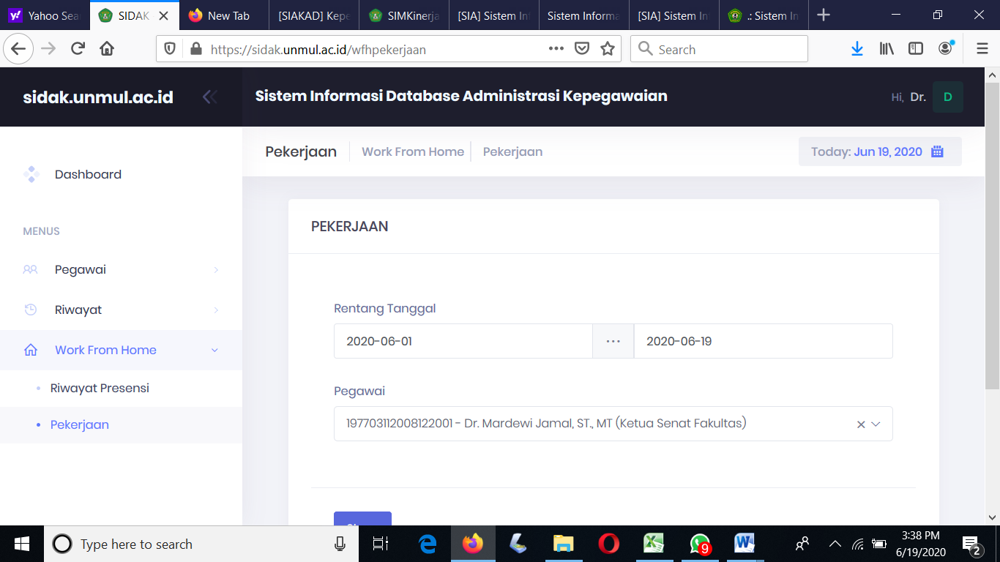 Yahoo Sea
SIDAK
New Tab
[SIAKAD] Kepe
SIMKinerja
[SIA] Sistem Inf
Sistem Informa
[SIA] Sistem Inf
.: Sistem In
https://sidak.unmul.ac.id/wfhpekerjaan
Search
sidak.unmul.ac.id
Sistem Informasi Database Administrasi Kepegawaian
Hi, Dr. D
Pekerjaan
Work From Home
Pekerjaan
Today: Jun 19, 2020
Dashboard
MENUS
Pegawai
Riwayat
Work From Home
Riwayat Presensi
Pekerjaan
PEKERJAAN
Rentang Tanggal
2020-06-01 ... 2020-06-19
Pegawai
197703112008122001 - Dr. Mardewi Jamal, ST., MT (Ketua Senat Fakultas)
Type here to search
9
3:38 PM
6/19/2020
2